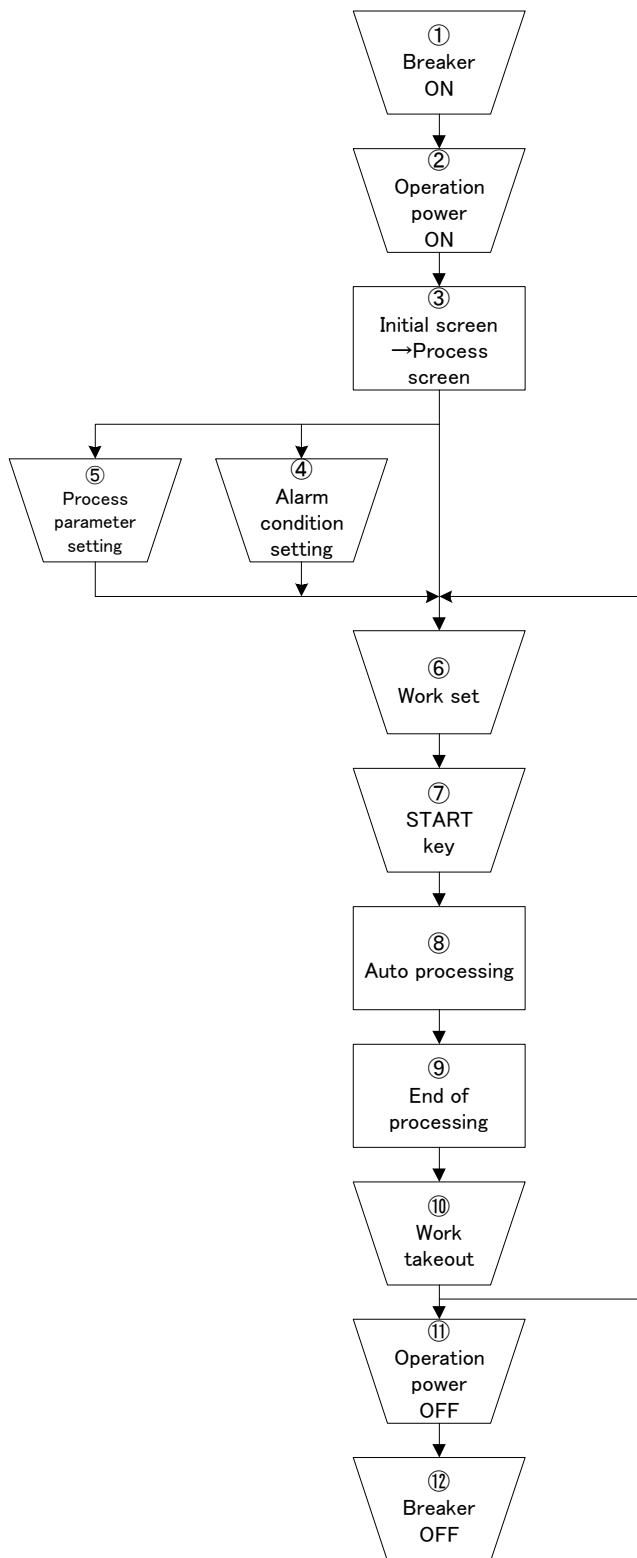 ①
Breaker
ON
②
Operation
power
ON
③
Initial screen
→Process
screen
⑤
Process
parameter
setting
④
Alarm
condition
setting
⑥
Work set
⑦
START
key
⑧
Auto processing
⑨
End of
processing
⑩
Work
takeout
⑪
Operation
power
OFF
⑫
Breaker
OFF